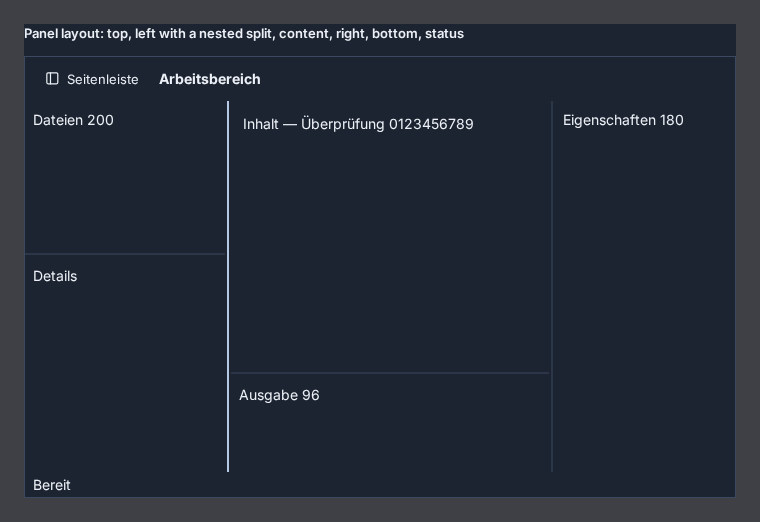 Panel layout: top, left with a nested split, content, right, bottom, status
Seitenleiste Arbeitsbereich
Dateien 200
Inhalt — Überprüfung 0123456789
Eigenschaften 180
Details
Ausgabe 96
Bereit